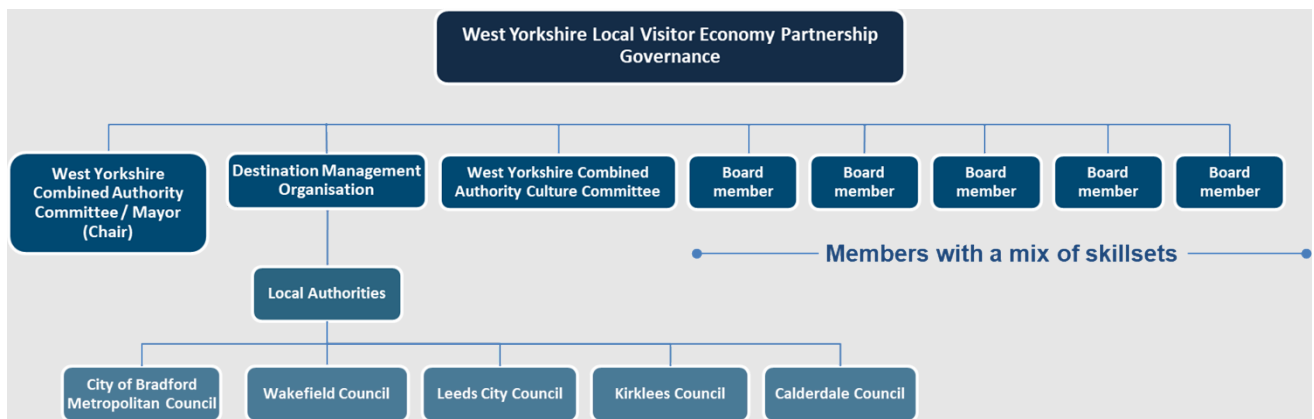 West Yorkshire Local Visitor Economy Partnership
Governance
West Yorkshire
Combined Authority
Committee / Mayor
(Chair)
Destination Management
Organisation
West Yorkshire Combined
Authority Culture Committee
Board
member
Board
member
Board
member
Board
member
Board
member
Members with a mix of skillsets
Local Authorities
City of Bradford
Metropolitan Council
Wakefield Council
Leeds City Council
Kirklees Council
Calderdale Council